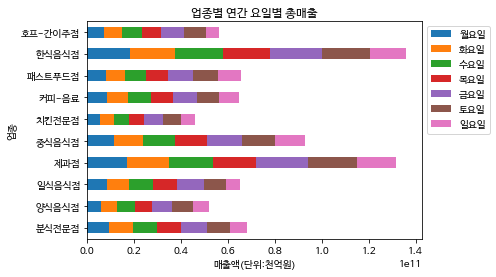 업종별 연간 요일별 총매출
업종
호프-간이주점
한식음식점
패스트푸드점
커피-음료
치킨전문점
중식음식점
제과점
일식음식점
양식음식점
분식전문점
월요일
화요일
수요일
목요일
금요일
토요일
일요일
0.0 0.2 0.4 0.6 0.8 1.0 1.2 1.4
1e11
매출액(단위:천억원)